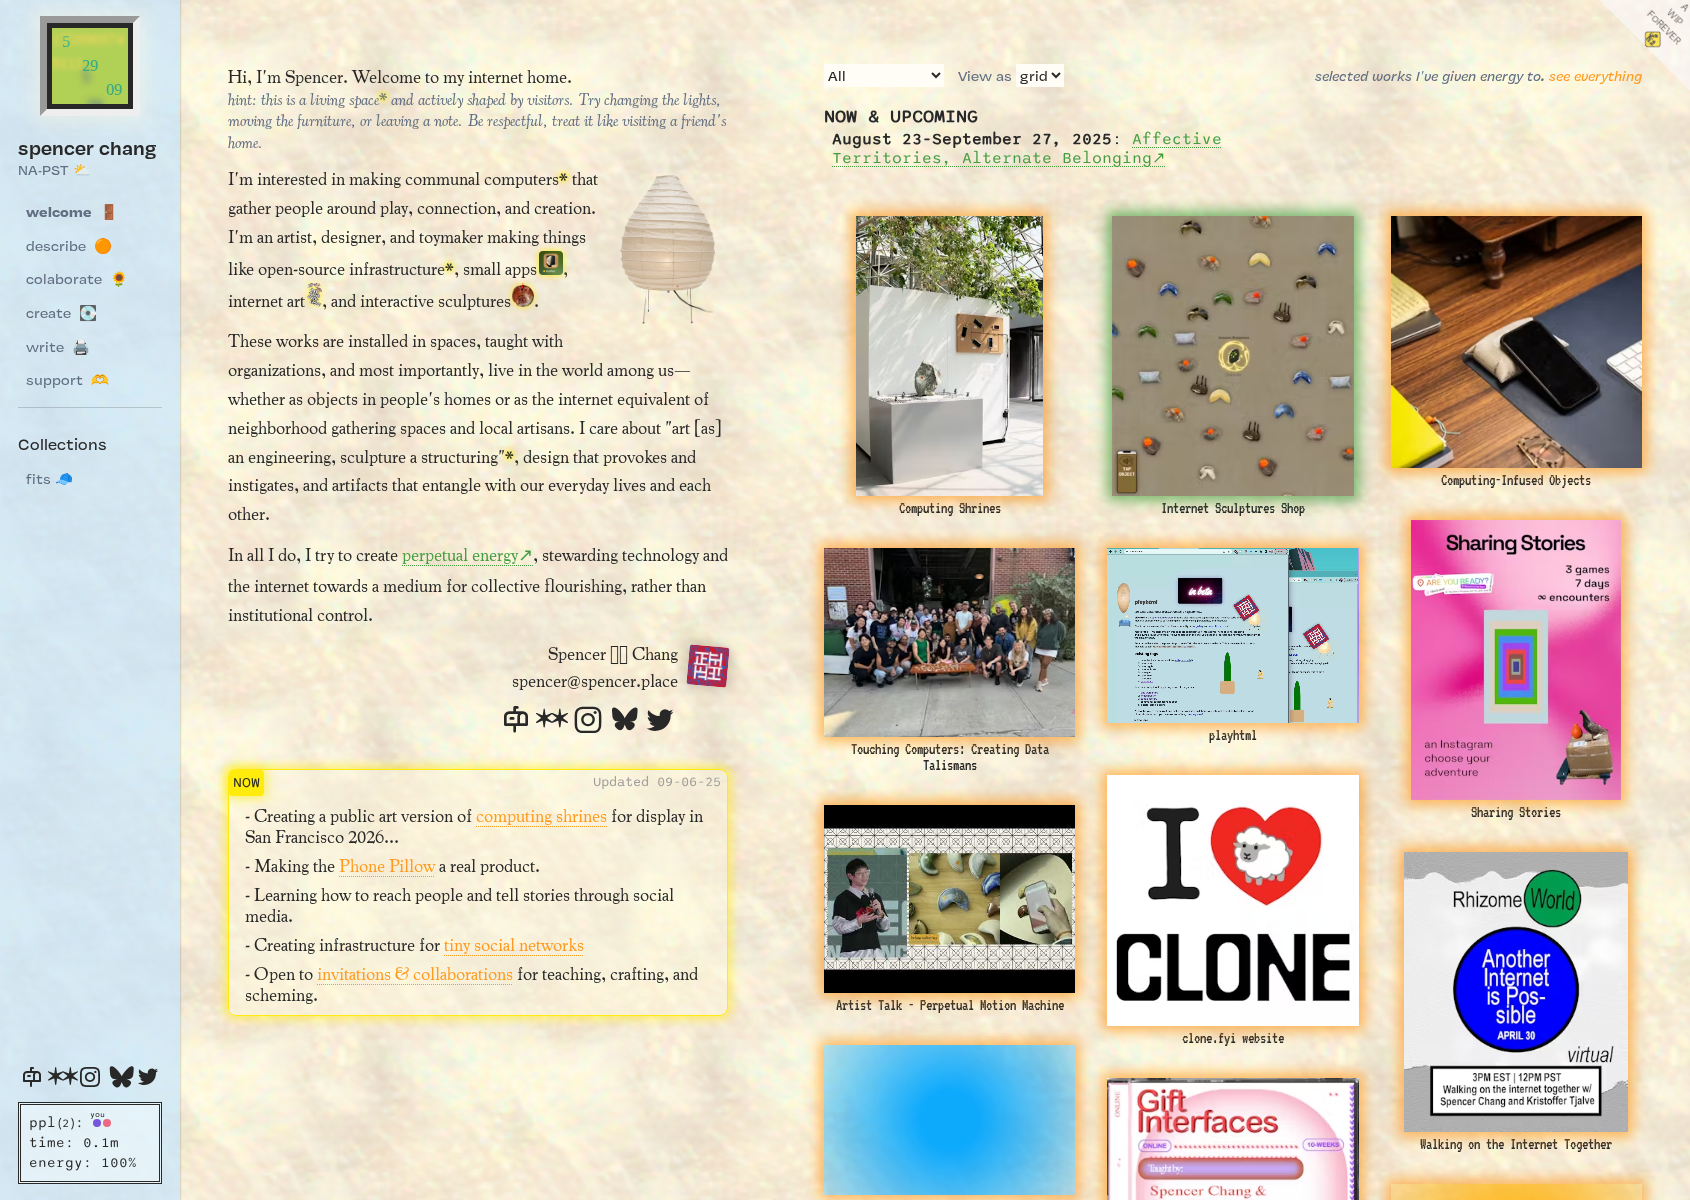 5
29
09
spencer chang
NA-PST
welcome
describe
colaborate
create
write
support
Collections
fits
ppl(2): you
time: 0.1m
energy: 100%
Hi, I'm Spencer. Welcome to my internet home.
hint: this is a living space* and actively shaped by visitors. Try changing the lights,
moving the furniture, or leaving a note. Be respectful, treat it like visiting a friend's
home.
I'm interested in making communal computers* that
gather people around play, connection, and creation.
I'm an artist, designer, and toymaker making things
like open-source infrastructure*, small apps,
internet art, and interactive sculptures.
These works are installed in spaces, taught with
organizations, and most importantly, live in the world among us—
whether as objects in people's homes or as the internet equivalent of
neighborhood gathering spaces and local artisans. I care about "art [as]
an engineering, sculpture a structuring"*, design that provokes and
instigates, and artifacts that entangle with our everyday lives and each
other.
In all I do, I try to create perpetual energy↗, stewarding technology and
the internet towards a medium for collective flourishing, rather than
institutional control.
Spencer Chang
spencer@spencer.place
NOW
Updated 09-06-25
- Creating a public art version of computing shrines for display in
San Francisco 2026...
- Making the Phone Pillow a real product.
- Learning how to reach people and tell stories through social
media.
- Creating infrastructure for tiny social networks
- Open to invitations & collaborations for teaching, crafting, and
scheming.
All
View as grid
selected works I've given energy to. see everything
A
WIP
FOREVER
NOW & UPCOMING
August 23-September 27, 2025: Affective
Territories, Alternate Belonging↗
Computing Shrines
TAP
OBJECT
Internet Sculptures Shop
Computing-Infused Objects
Touching Computers: Creating Data
Talismans
playhtml
in beta
playhtml
Sharing Stories
3 games
7 days
∞ encounters
ARE YOU READY?
an Instagram
choose your
adventure
Sharing Stories
Artist Talk - Perpetual Motion Machine
I
CLONE
clone.fyi website
Rhizome World
Another
Internet
is Pos-
sible
APRIL 30
virtual
3PM EST | 12PM PST
Walking on the internet together w/
Spencer Chang and Kristoffer Tjalve
Walking on the Internet Together
ONLINE
Gift
Interfaces
ONLINE
10-WEEKS
Taught by:
Spencer Chang &